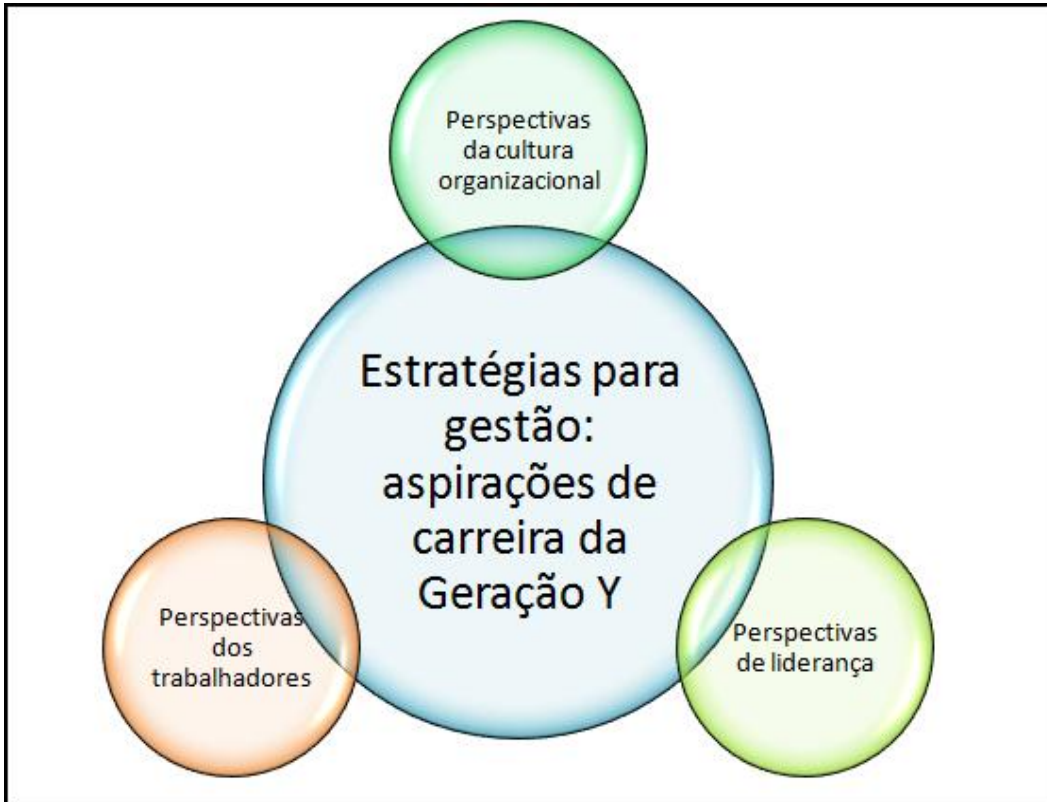 Perspectivas
da cultura
organizacional
Estratégias para
gestão:
aspirações de
carreira da
Geração Y
Perspectivas
dos
trabalhadores
Perspectivas
de liderança